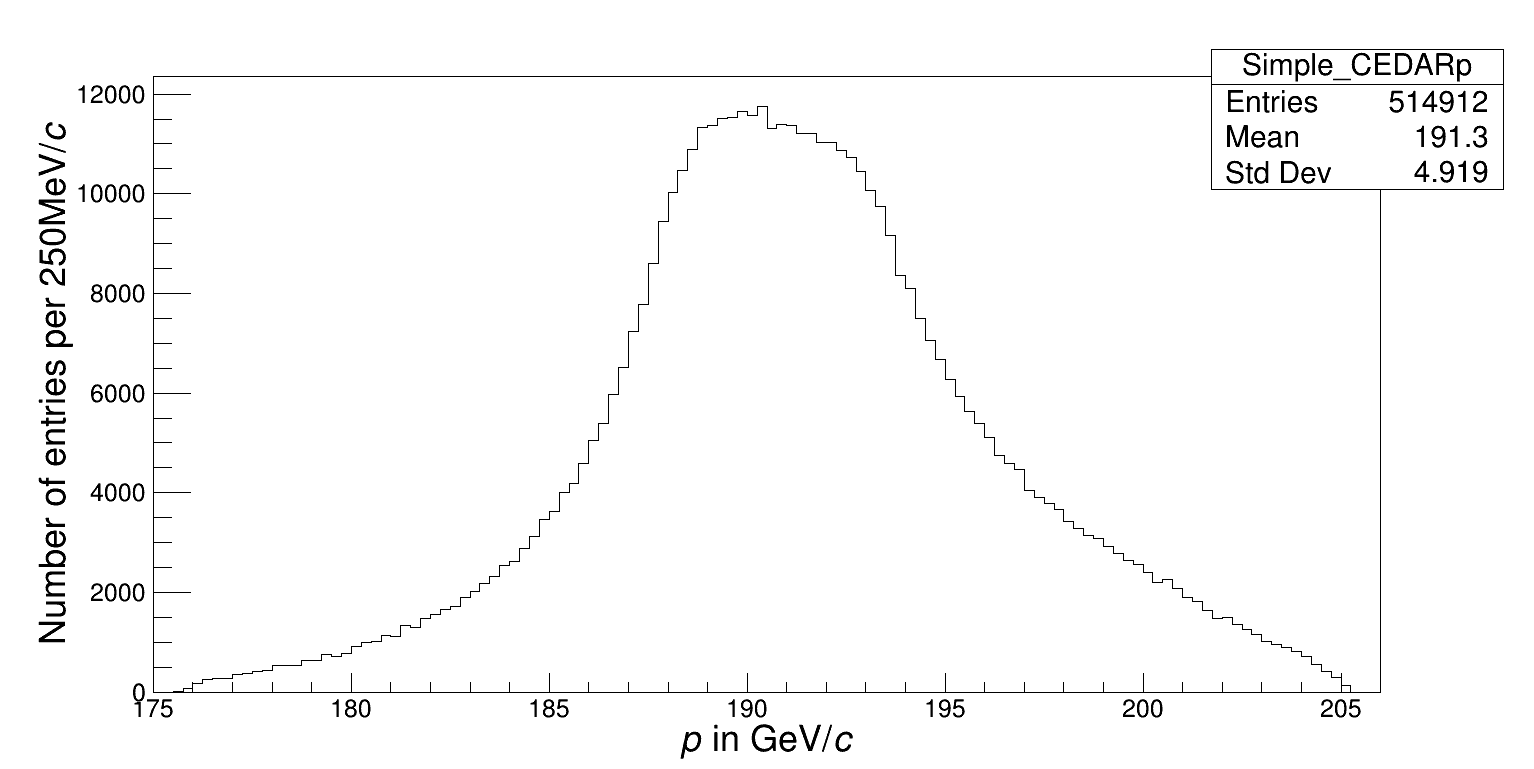 Simple_CEDARp
Entries 514912
Mean 191.3
Std Dev 4.919
Number of entries per 250MeV/c
12000
10000
8000
6000
4000
2000
0
175 180 185 190 195 200 205
p in GeV/c